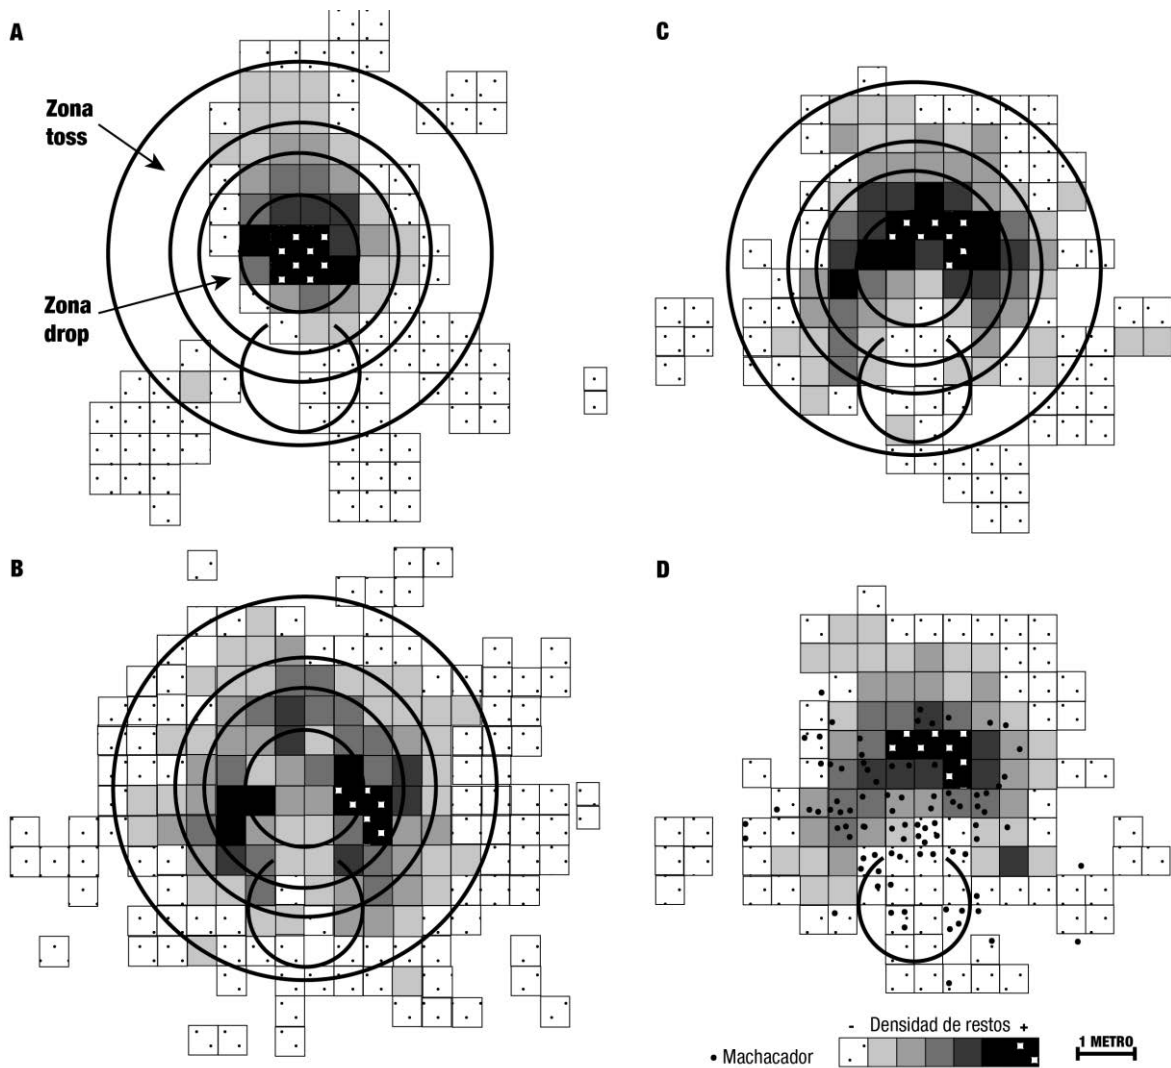 A
Zona
toss
Zona
drop
C
B
D
- Densidad de restos +
Machacador
1 METRO